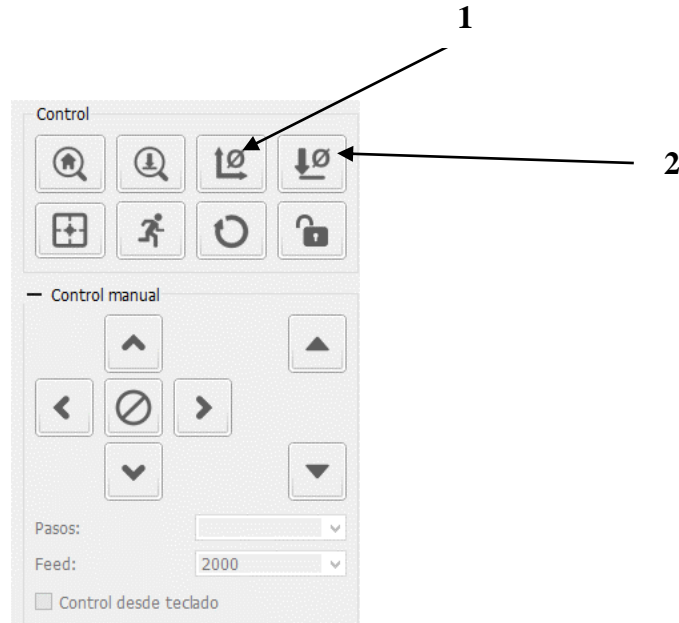 1
Control
2
Control manual
Pasos:
Feed: 2000
Control desde teclado